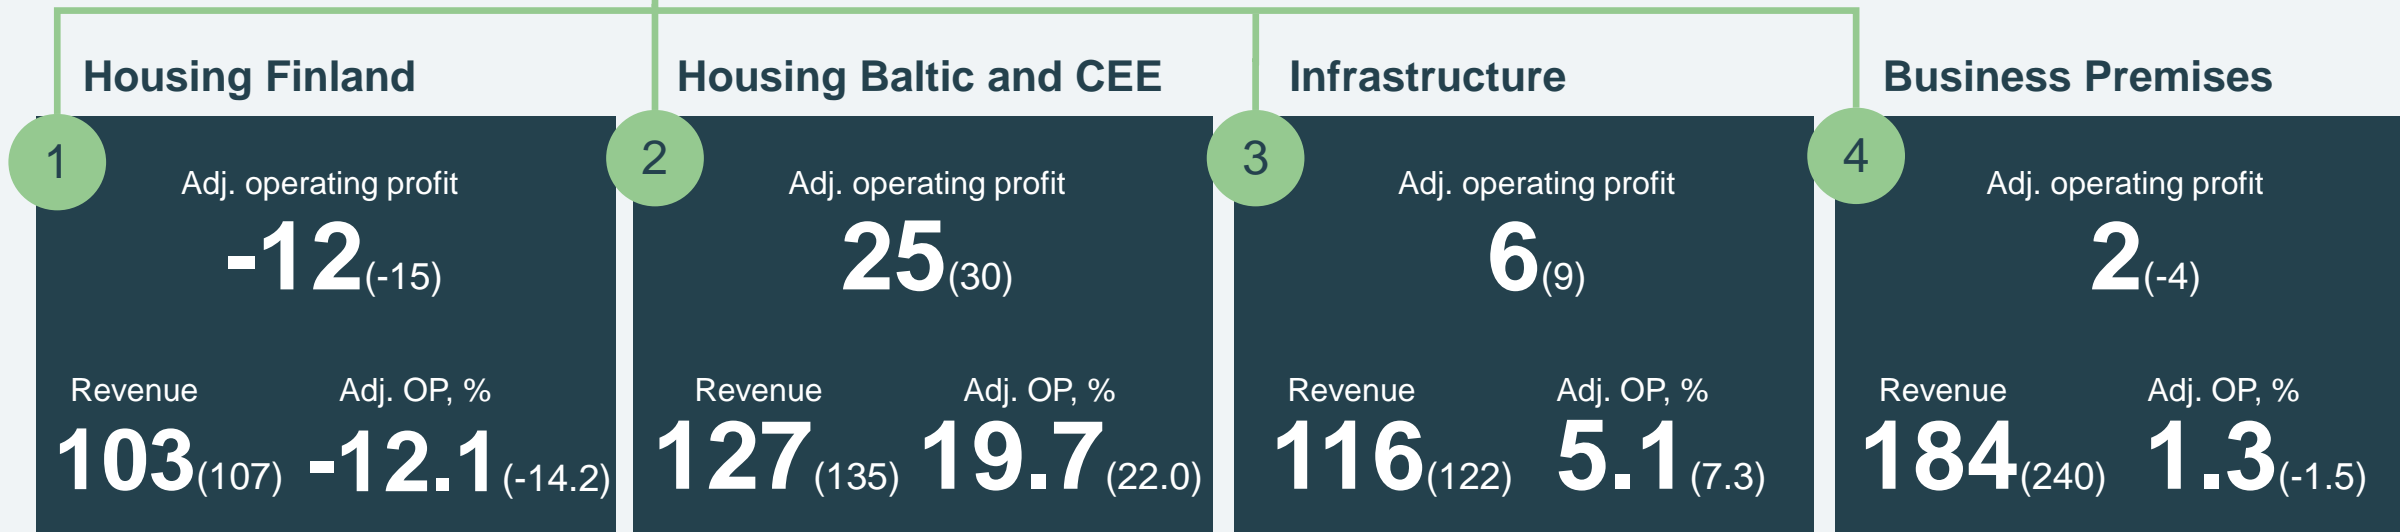 Housing Finland
1
Adj. operating profit
-12(-15)
Revenue
103(107)
Adj. OP, %
-12.1(-14.2)
Housing Baltic and CEE
2
Adj. operating profit
25(30)
Revenue
127(135)
Adj. OP, %
19.7(22.0)
Infrastructure
3
Adj. operating profit
6(9)
Revenue
116(122)
Adj. OP, %
5.1(7.3)
Business Premises
4
Adj. operating profit
2(-4)
Revenue
184(240)
Adj. OP, %
1.3(-1.5)